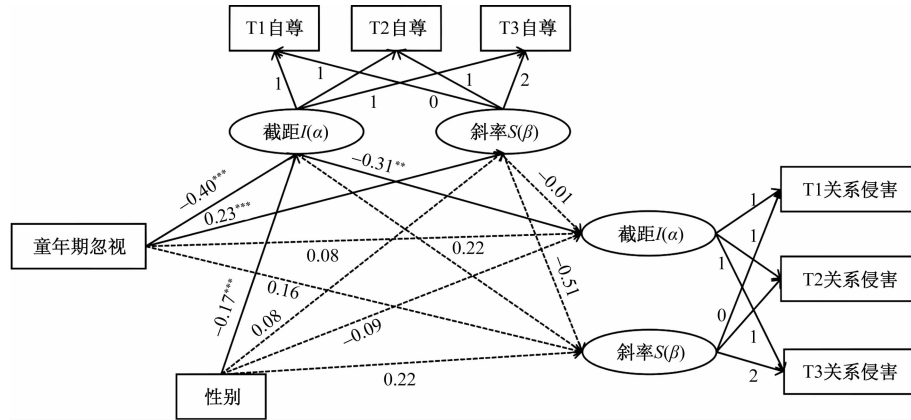 T1自尊 T2自尊 T3自尊
1 1 1 0 1 2
截距I(α) 斜率S(β)
−0.40***
0.23***
−0.31**
−0.01
童年期忽视
0.08
0.22
截距I(α)
1
1
1
T1关系侵害
T2关系侵害
0.16
−0.51
−0.17***
0.08
−0.09
斜率S(β)
0
1
2
T3关系侵害
性别
0.22